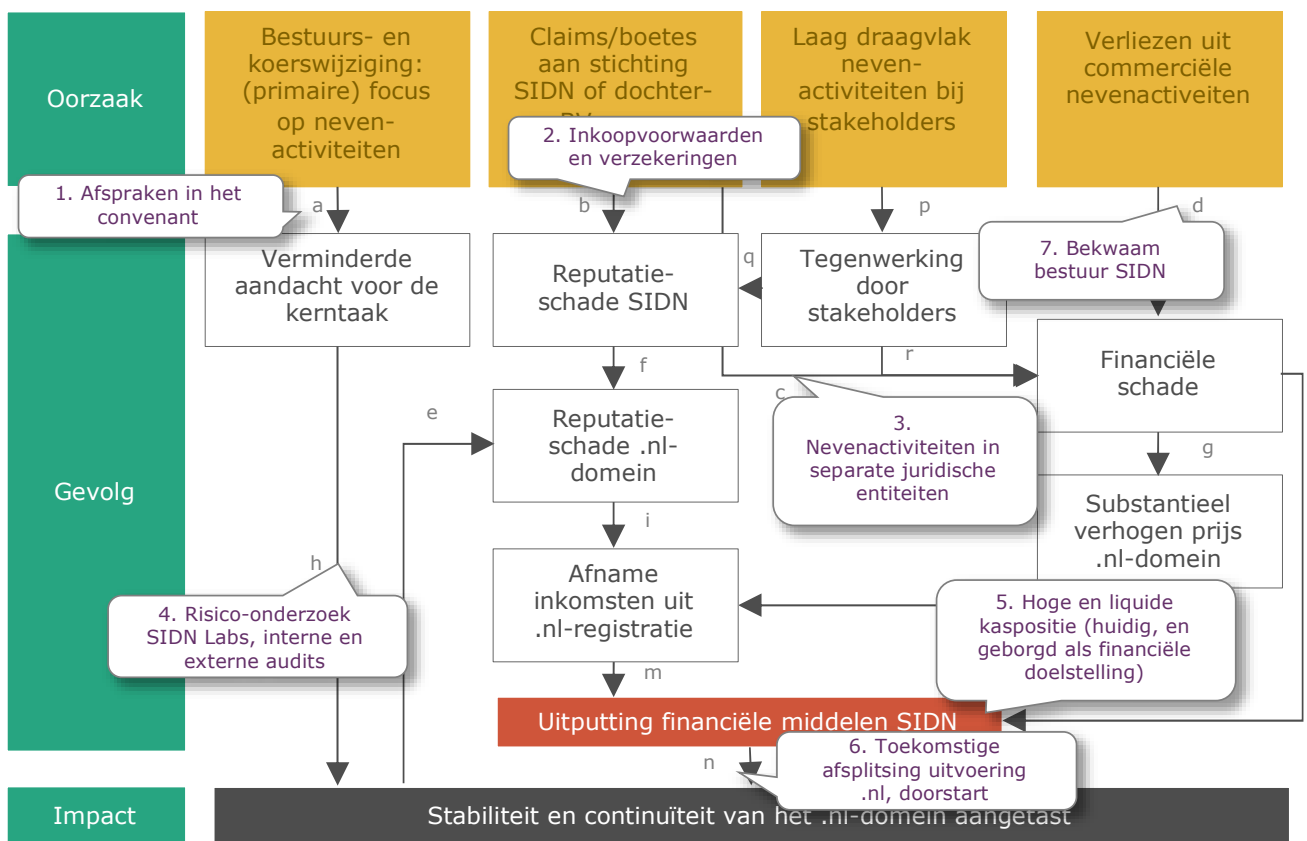 Oorzaak
Bestuurs- en
koerswijziging:
(primaire) focus
op neven-
activiteiten
Claims/boetes
aan stichting
SIDN of dochter-
Laag draagvlak
neven-
activiteiten bij
stakeholders
Verliezen uit
commerciële
nevenactiveiten
2. Inkoopvoorwaarden
en verzekeringen
1. Afspraken in het
convenant
a
b
p
d
Gevolg
Verminderde
aandacht voor de
kerntaak
Reputatie-
schade SIDN
q
Tegenwerking
door
stakeholders
7. Bekwaam
bestuur SIDN
f
r
c
Financiële
schade
e
Reputatie-
schade .nl-
domein
3.
Nevenactiviteiten in
separate juridische
entiteiten
g
i
Substantieel
verhogen prijs
.nl-domein
h
Afname
inkomsten uit
.nl-registratie
4. Risico-onderzoek
SIDN Labs, interne en
externe audits
5. Hoge en liquide
kaspositie (huidig, en
geborgd als financiële
doelstelling)
m
Uitputting financiële middelen SIDN
n
6. Toekomstige
afsplitsing uitvoering
.nl, doorstart
Impact
Stabiliteit en continuïteit van het .nl-domein aangetast